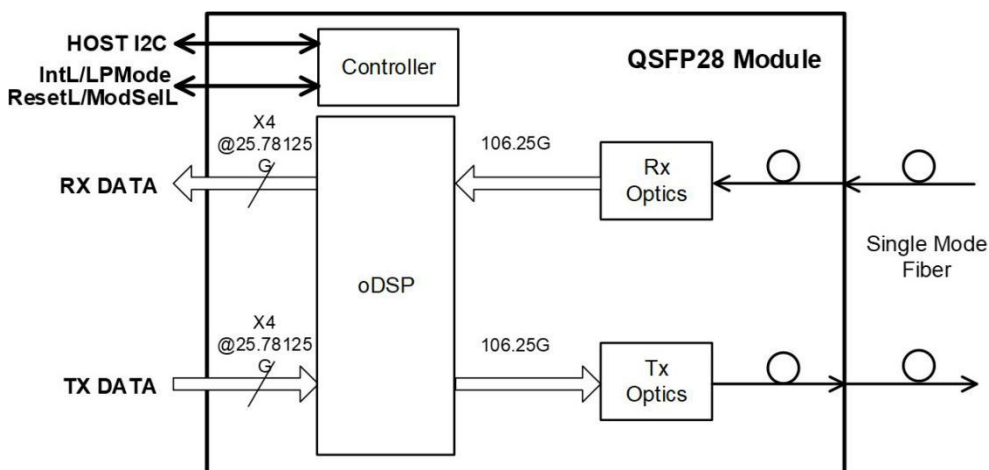 HOST I2C
IntL/LPMode
ResetL/ModSelL
Controller
QSFP28 Module
X4
@25.78125
G
106.25G
RX DATA
Rx
Optics
Single Mode
Fiber
oDSP
X4
@25.78125
G
106.25G
TX DATA
Tx
Optics